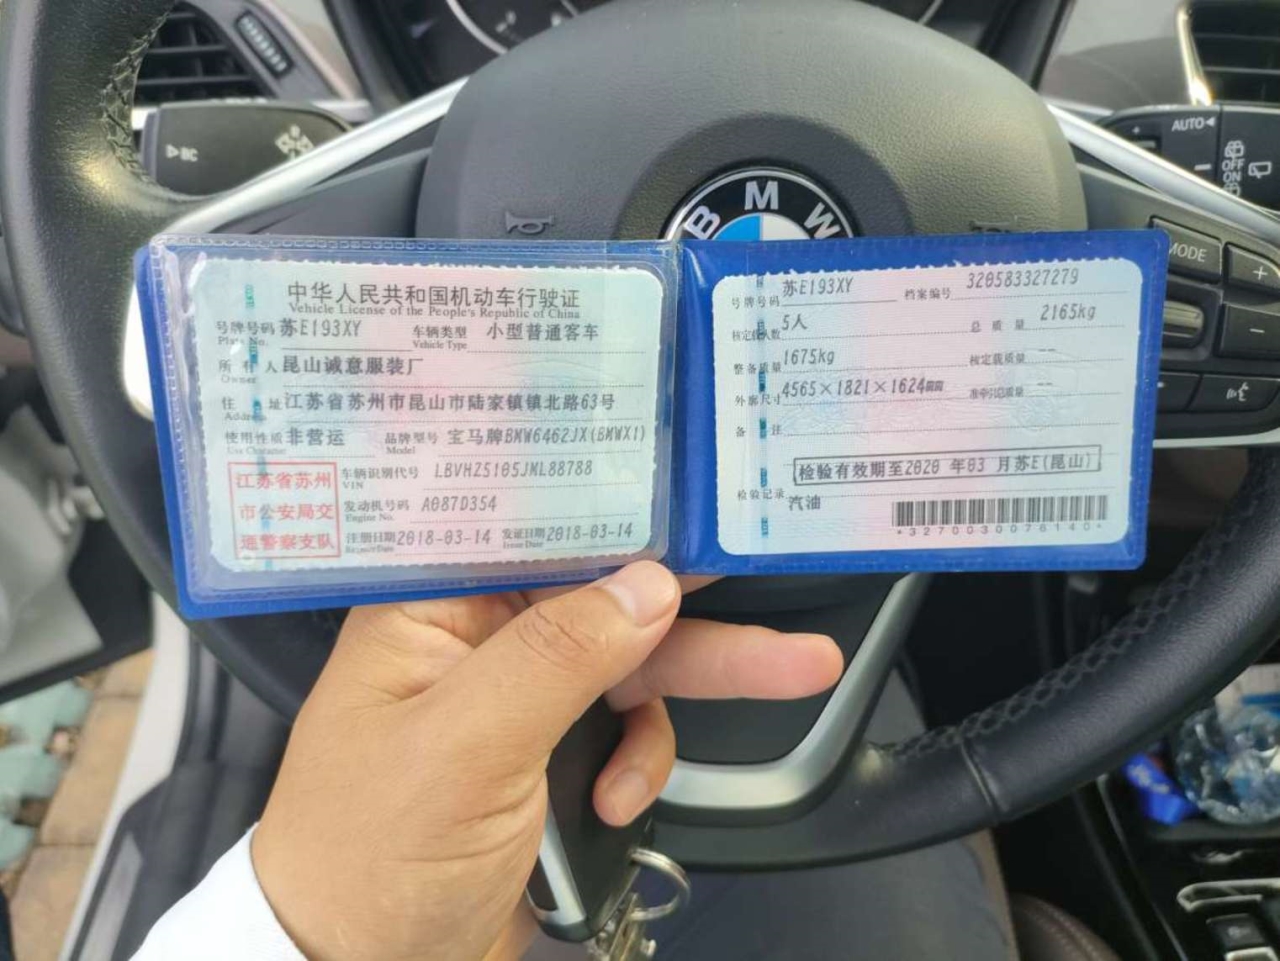 BC
AUTO
OFF
ON
B M W
MODE
中华人民共和国机动车行驶证
Vehicle License of the People's Republic of China
号牌号码 苏E193XY 车辆类型 小型普通客车
Plate No. Vehicle Type
所有人 昆山诚意服装厂
Owner
住址 江苏省苏州市昆山市陆家镇镇北路63号
Address
使用性质 非营运 品牌型号 宝马牌BMW6462JX(BMWX1)
Use Character Model
江苏省苏州
市公安局交
通警察支队
车辆识别代号 LBVHZ5105JML88788
VIN
发动机号码 A087D354
Engine No.
注册日期 2018-03-14 发证日期 2018-03-14
Register Date Issue Date
号牌号码 苏E193XY 档案编号 320583327279
核定载人数 5人 总质量 2165kg
整备质量 1675kg 核定载质量 --
外廓尺寸 4565×1821×1624mm 准牵引总质量 --
备注
检验有效期至2020年03月苏E(昆山)
检验记录
汽油
*3270030076140*